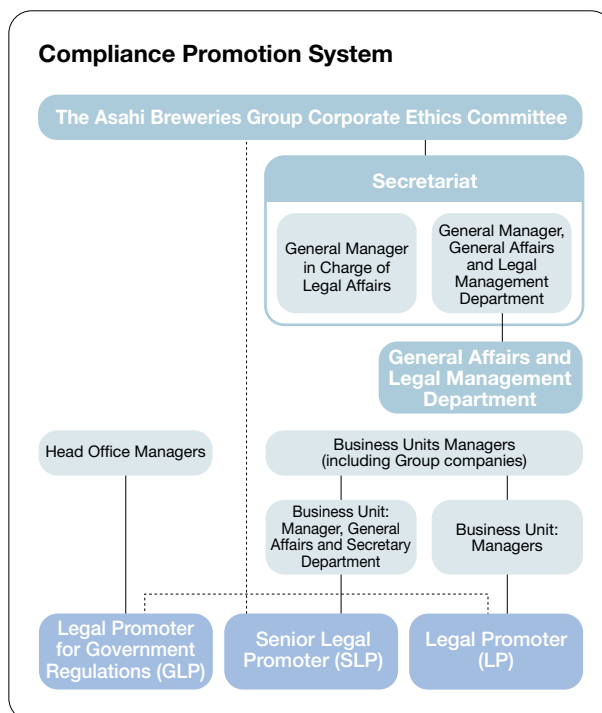 Compliance Promotion System
The Asahi Breweries Group Corporate Ethics Committee
Secretariat
General Manager
in Charge of
Legal Affairs
General Manager,
General Affairs
and Legal
Management
Department
General Affairs and
Legal Management
Department
Head Office Managers
Business Units Managers
(including Group companies)
Business Unit:
Manager, General
Affairs and Secretary
Department
Business Unit:
Managers
Legal Promoter
for Government
Regulations (GLP)
Senior Legal
Promoter (SLP)
Legal Promoter
(LP)